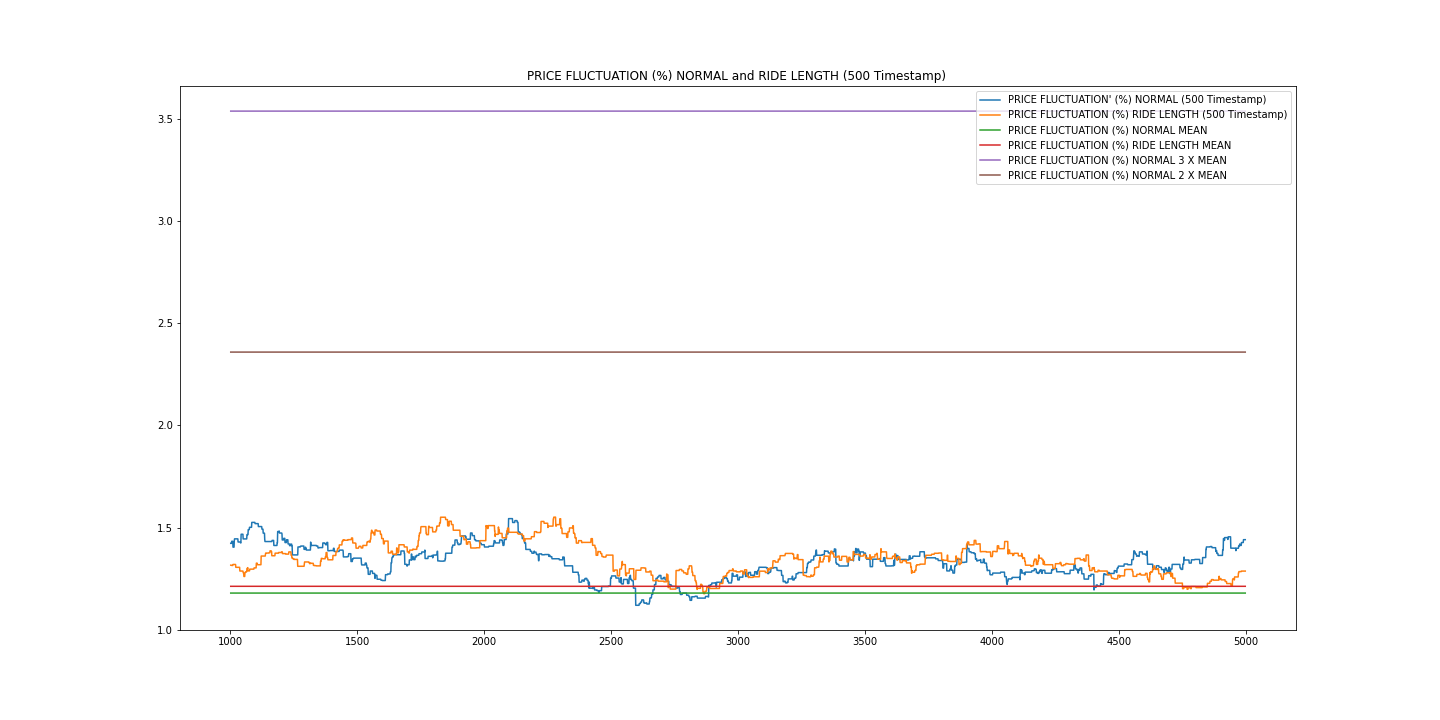 PRICE FLUCTUATION (%) NORMAL and RIDE LENGTH (500 Timestamp)
PRICE FLUCTUATION' (%) NORMAL (500 Timestamp)
PRICE FLUCTUATION (%) RIDE LENGTH (500 Timestamp)
PRICE FLUCTUATION (%) NORMAL MEAN
PRICE FLUCTUATION (%) RIDE LENGTH MEAN
PRICE FLUCTUATION (%) NORMAL 3 X MEAN
PRICE FLUCTUATION (%) NORMAL 2 X MEAN
3.5
3.0
2.5
2.0
1.5
1.0
1000 1500 2000 2500 3000 3500 4000 4500 5000